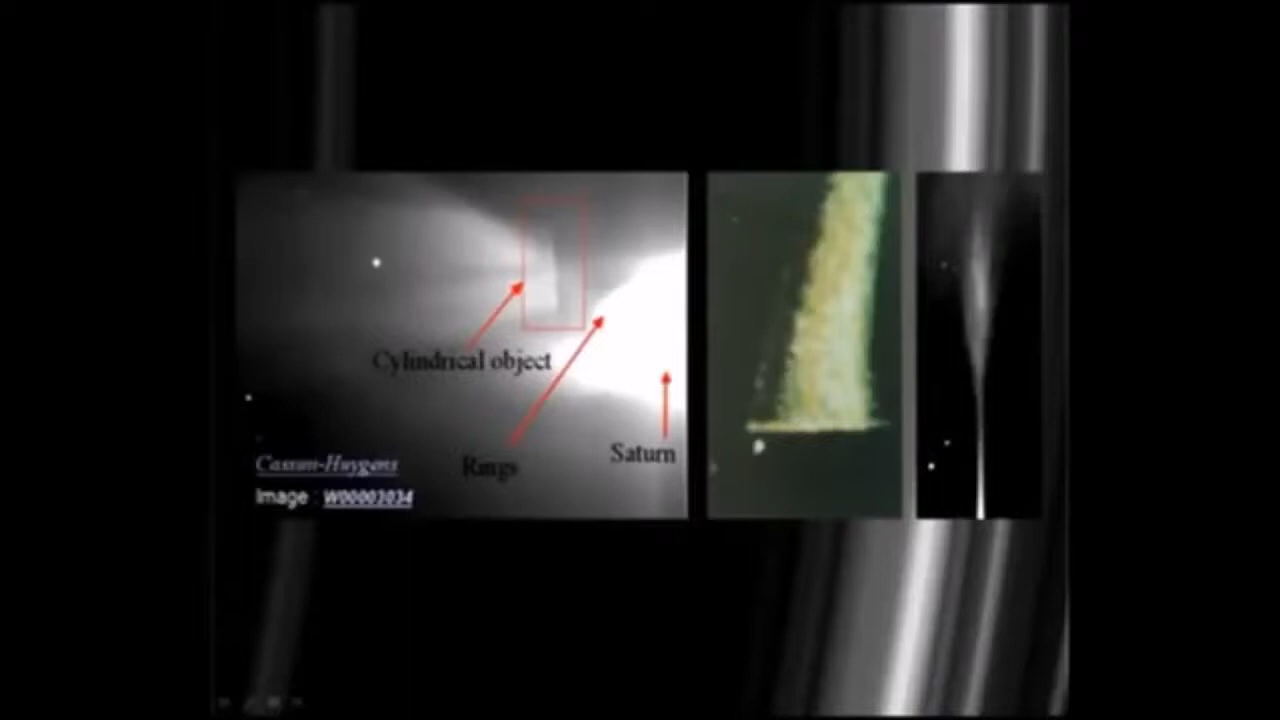 Cylindrical object
Rings
Saturn
Cassini-Huygens
Image : W00003034